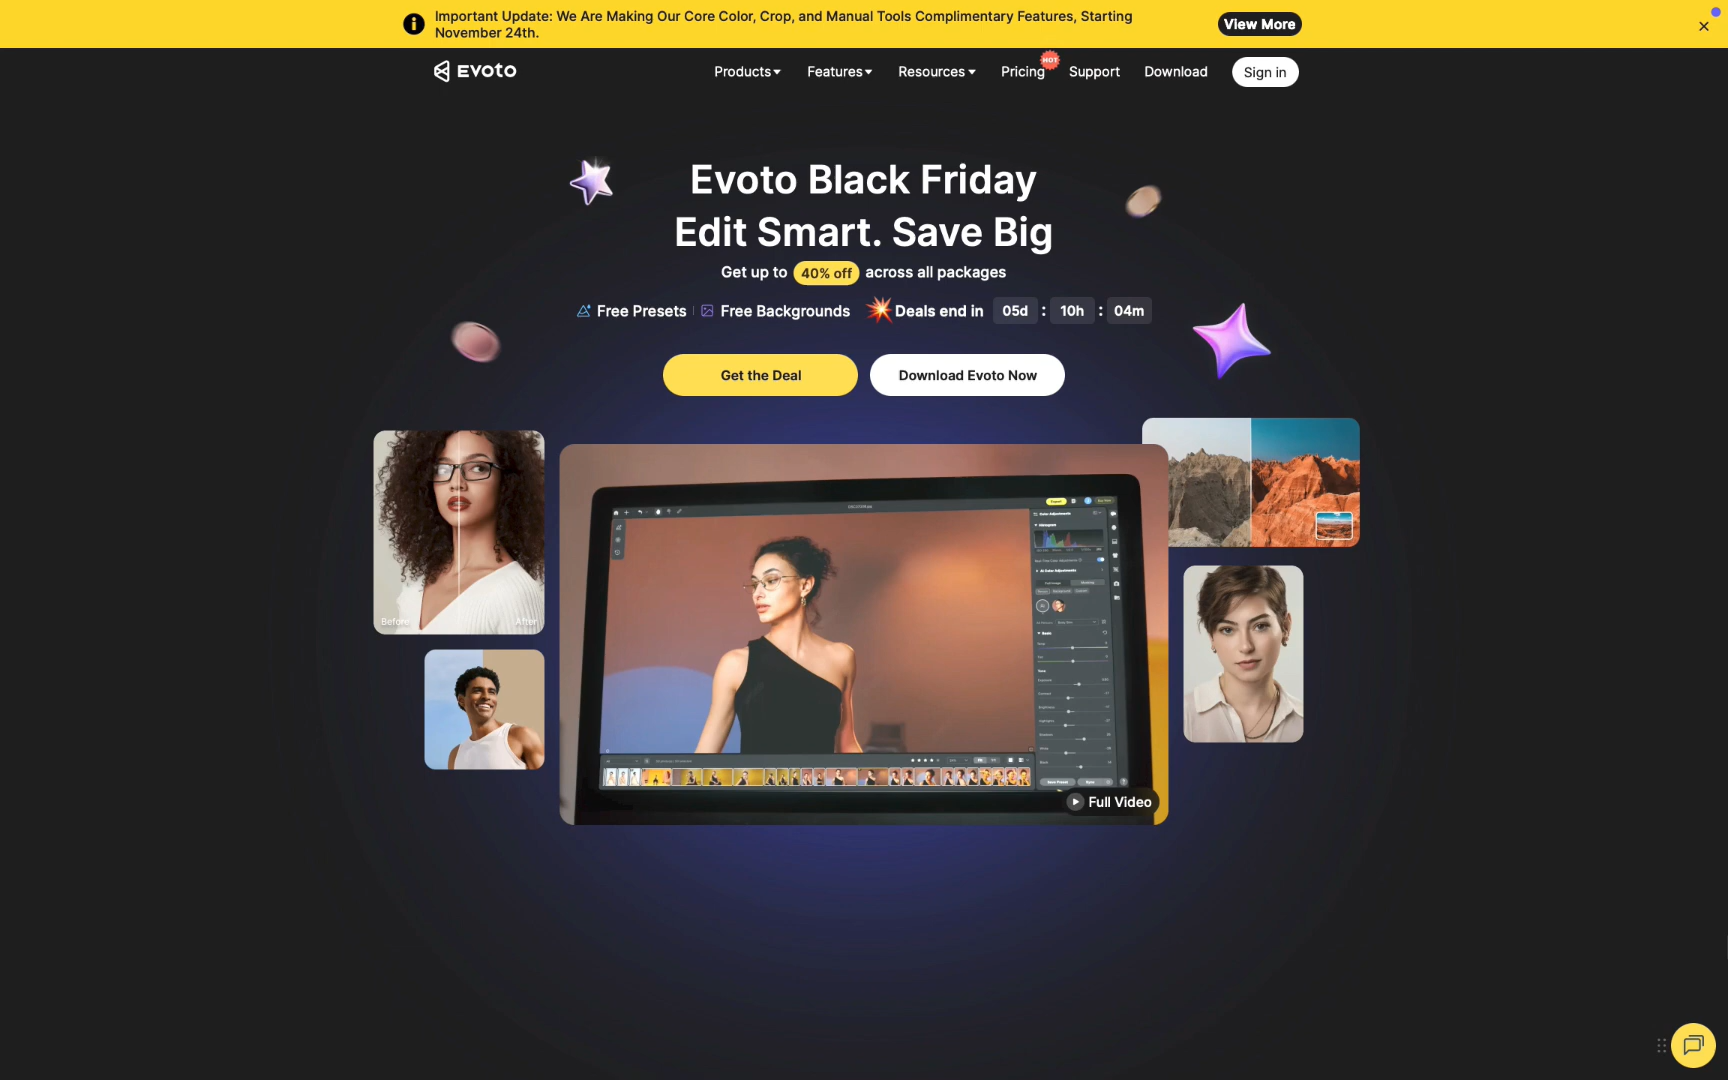 Important Update: We Are Making Our Core Color, Crop, and Manual Tools Complimentary Features, Starting
November 24th.
View More
EVOTO
Products
Features
Resources
Pricing
HOT
Support
Download
Sign in
Evoto Black Friday
Edit Smart. Save Big
Get up to 40% off across all packages
Free Presets
Free Backgrounds
Deals end in 05d : 10h : 04m
Get the Deal
Download Evoto Now
Before
After
Color Adjustments
Histogram
Full Video